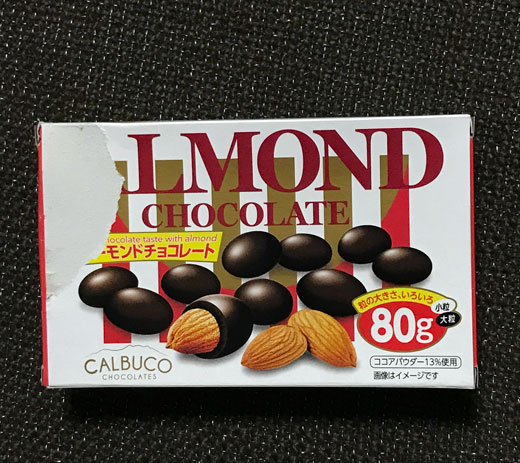 LMOND
CHOCOLATE
hocolate taste with almond
モンドチョコレート
粒の大きさ、いろいろ
小粒
大粒
80g
CALBUCO
CHOCOLATES
ココアパウダー13%使用
画像はイメージです